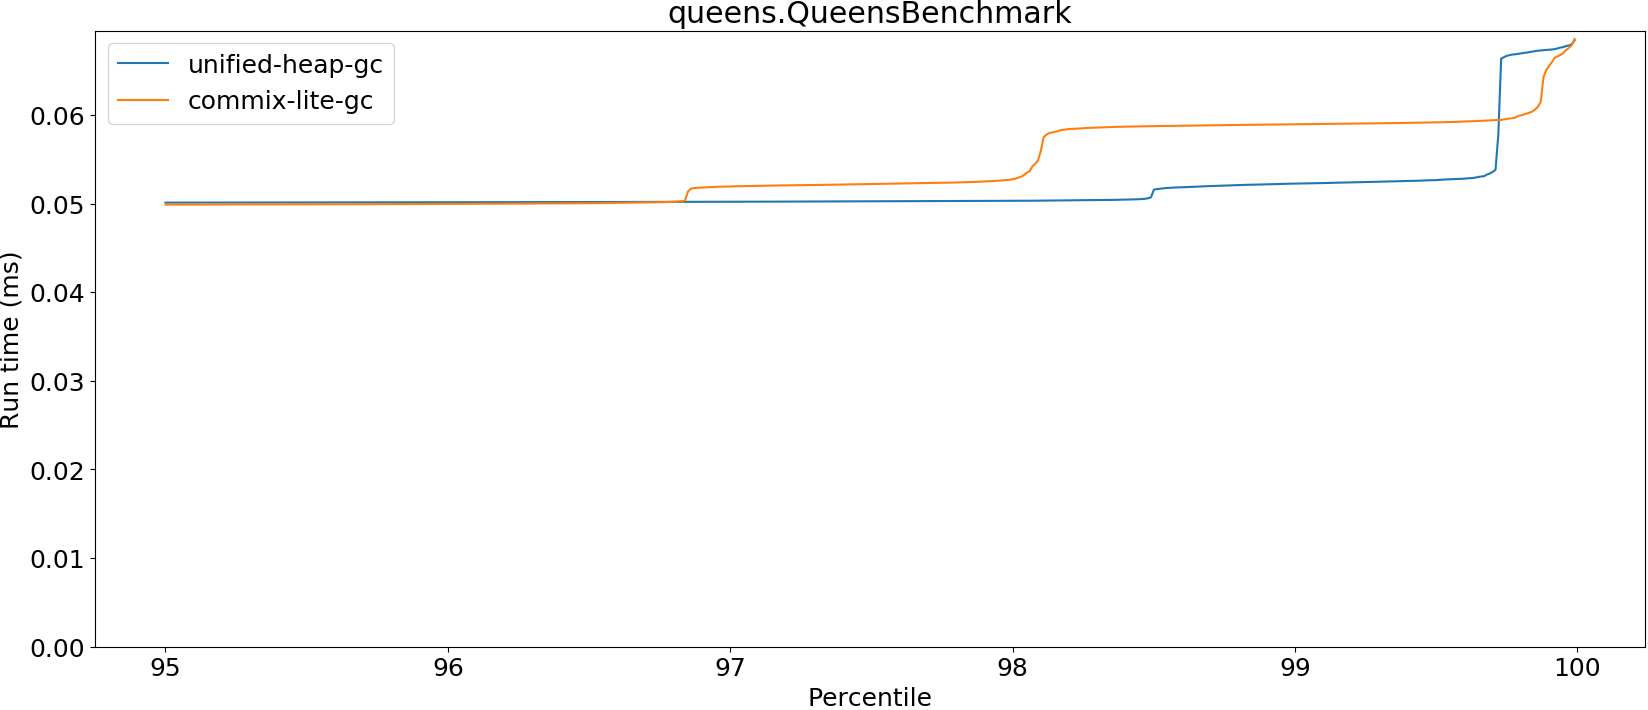 queens.QueensBenchmark
unified-heap-gc
commix-lite-gc
Run time (ms)
0.06
0.05
0.04
0.03
0.02
0.01
0.00
95 96 97 98 99 100
Percentile